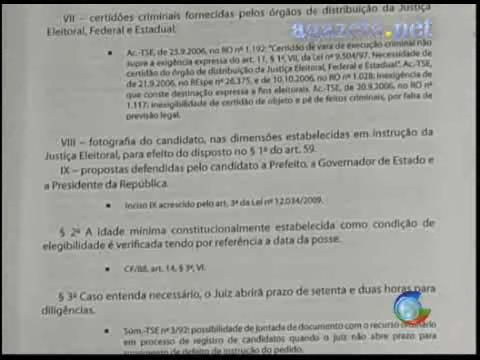 VII – certidões criminais fornecidas pelos órgãos de distribuição da Justiça
agazeta.net
Eleitoral, Federal e Estadual;
• Ac.-TSE, de 25.9.2006, no RO nº 1.192: "Certidão de vara de execução criminal não
supre a exigência expressa do art. 11, § 1º, VII, da Lei nº 9.504/97. Necessidade,
certidão do órgão de distribuição da Justiça Eleitoral, Federal e Estadual". Ac.-TSE,
de 21.9.2006, no REspe nº 26.375, e de 10.10.2006, no RO nº 1.028: inexigência de
que conste destinação expressa a fins eleitorais. Ac.-TSE, de 20.9.2006, no RO nº
1.117: inexigibilidade de certidão de objeto e pé de feitos criminais, por falta de
previsão legal.
VIII – fotografia do candidato, nas dimensões estabelecidas em instrução da
Justiça Eleitoral, para efeito do disposto no § 1º do art. 59.
IX – propostas defendidas pelo candidato a Prefeito, a Governador de Estado e
a Presidente da República.
• Inciso IX acrescido pelo art. 3º da Lei nº 12.034/2009.
§ 2º A idade mínima constitucionalmente estabelecida como condição de
elegibilidade é verificada tendo por referência a data da posse.
• CF/88, art. 14, § 3º, VI.
§ 3º Caso entenda necessário, o Juiz abrirá prazo de setenta e duas horas para
diligências.
• Súm.-TSE nº 3/92: possibilidade de juntada de documento com o recurso ordinário
em processo de registro de candidatos quando o juiz não abre prazo para
suprimento de defeito de instrução do pedido.